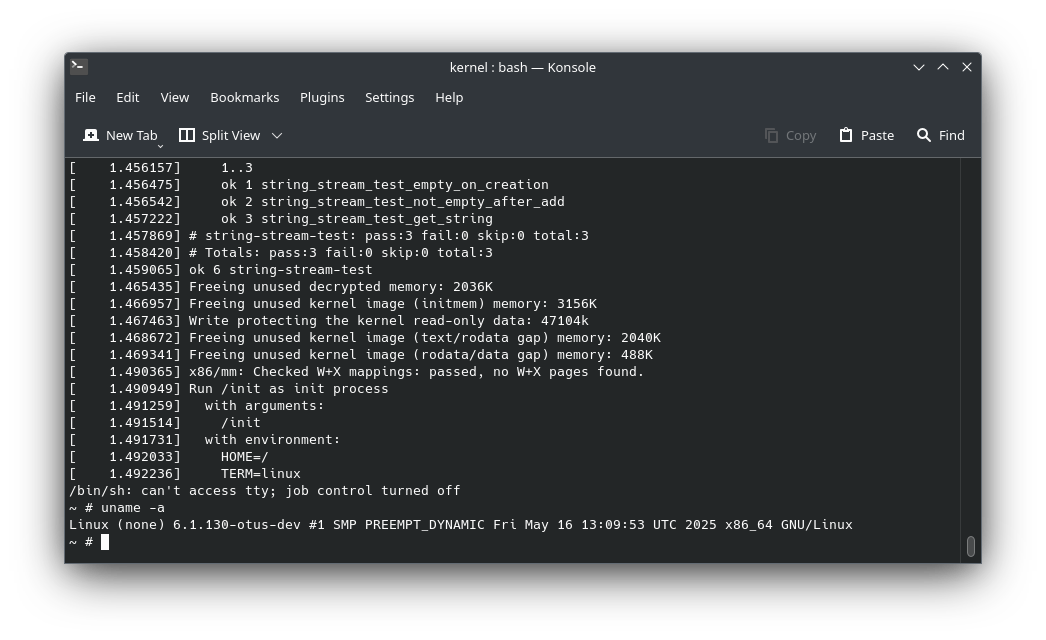 kernel : bash — Konsole
File Edit View Bookmarks Plugins Settings Help
New Tab Split View Copy Paste Find
[    1.456157]     1..3
[    1.456475]     ok 1 string_stream_test_empty_on_creation
[    1.456542]     ok 2 string_stream_test_not_empty_after_add
[    1.457222]     ok 3 string_stream_test_get_string
[    1.457869] # string-stream-test: pass:3 fail:0 skip:0 total:3
[    1.458420] # Totals: pass:3 fail:0 skip:0 total:3
[    1.459065] ok 6 string-stream-test
[    1.465435] Freeing unused decrypted memory: 2036K
[    1.466957] Freeing unused kernel image (initmem) memory: 3156K
[    1.467463] Write protecting the kernel read-only data: 47104k
[    1.468672] Freeing unused kernel image (text/rodata gap) memory: 2040K
[    1.469341] Freeing unused kernel image (rodata/data gap) memory: 488K
[    1.490365] x86/mm: Checked W+X mappings: passed, no W+X pages found.
[    1.490949] Run /init as init process
[    1.491259]   with arguments:
[    1.491514]     /init
[    1.491731]   with environment:
[    1.492033]     HOME=/
[    1.492236]     TERM=linux
/bin/sh: can't access tty; job control turned off
~ # uname -a
Linux (none) 6.1.130-otus-dev #1 SMP PREEMPT_DYNAMIC Fri May 16 13:09:53 UTC 2025 x86_64 GNU/Linux
~ #